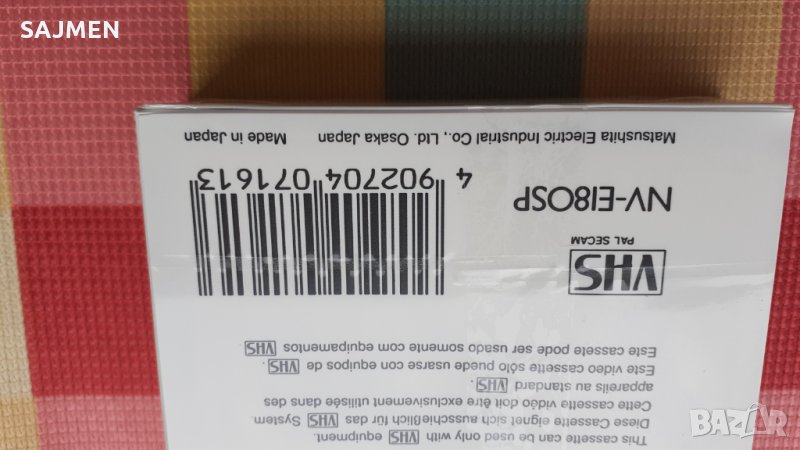 SAJMEN
This cassette can be used only with VHS equipment.
Diese Cassette eignet sich ausschließlich für das VHS System.
Cette cassette vidéo doit être exclusivement utilisée dans des
appareils au standard VHS.
Este video cassette sólo puede usarse con equipos de VHS.
Este cassete pode ser usado somente com equipamentos VHS.
VHS
PAL SECAM
NV-E180SP
4 902704 071613
Matsushita Electric Industrial Co., Ltd. Osaka Japan Made in Japan
BAZAR